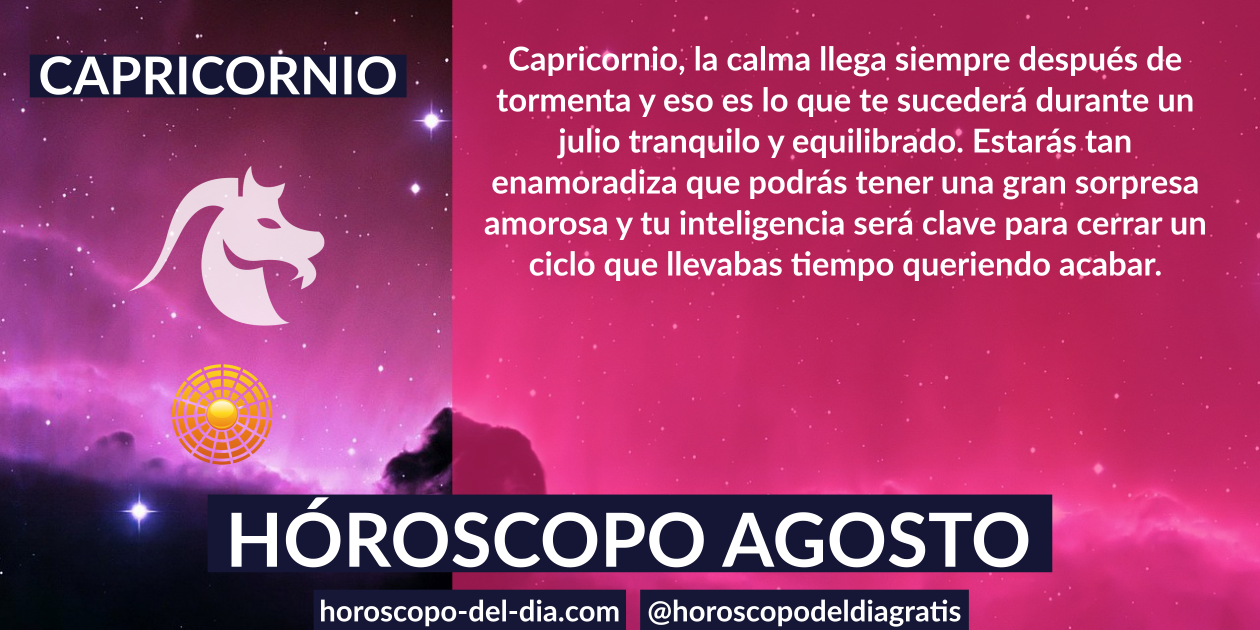 CAPRICORNIO
Capricornio, la calma llega siempre después de
tormenta y eso es lo que te sucederá durante un
julio tranquilo y equilibrado. Estarás tan
enamoradiza que podrás tener una gran sorpresa
amorosa y tu inteligencia será clave para cerrar un
ciclo que llevabas tiempo queriendo acabar.
HÓROSCOPO AGOSTO
horoscopo-del-dia.com
@horoscopodeldiagratis